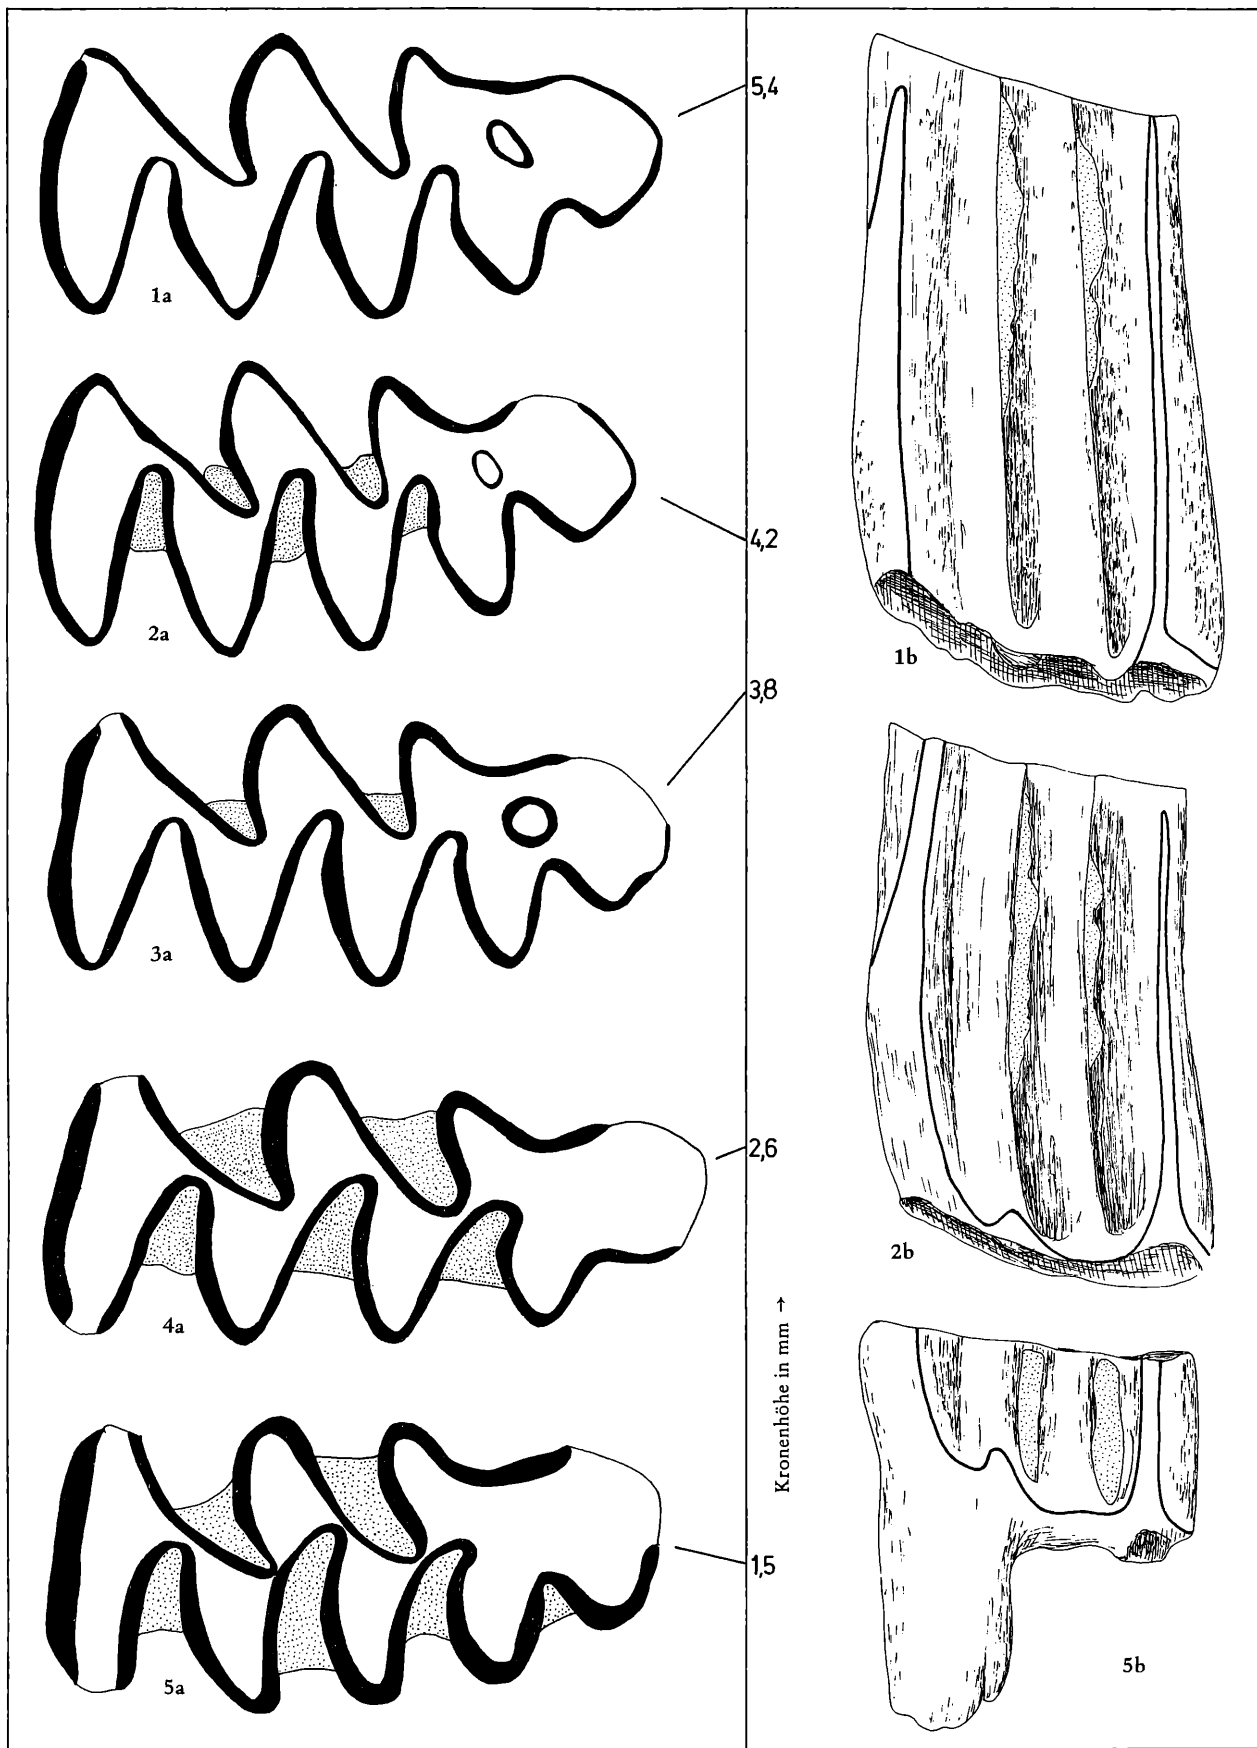 1a
5,4
2a
4,2
3a
3,8
4a
2,6
5a
1,5
Kronenhöhe in mm →
1b
2b
5b